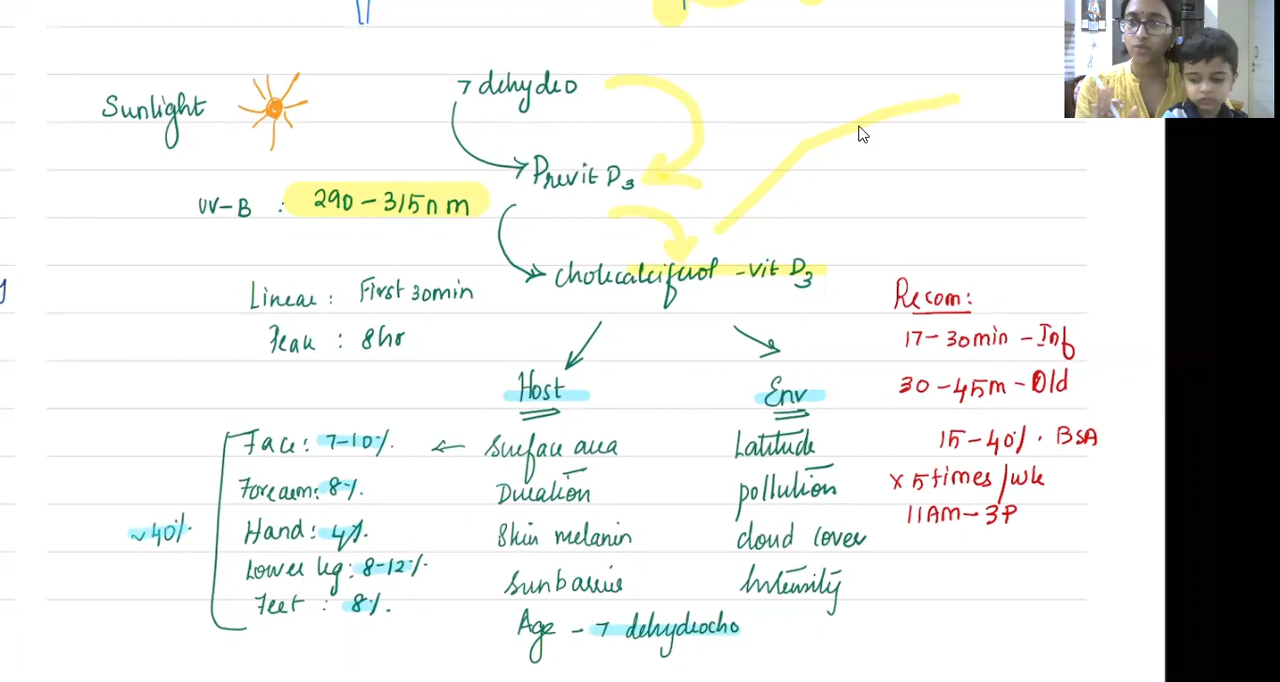 7 dehydro
Sunlight
Previt D3
UV-B : 290-315nm
Cholecalciferol - vit D3
Linear : First 30min
Peak : 8hr
Recom:
17-30min - Inf
30-45m - Old
15-40%. BSA
x 5times/wk
11AM-3P
Host
Env
Face: 7-10%. ← Surface area
Latitude
Forearm: 8%.
Duration
pollution
~40%.
Hand: 4%.
Skin melanin
cloud cover
Lower leg: 8-12%.
Sunbarrier
Intensity
Feet : 8%.
Age - 7 dehydrocho